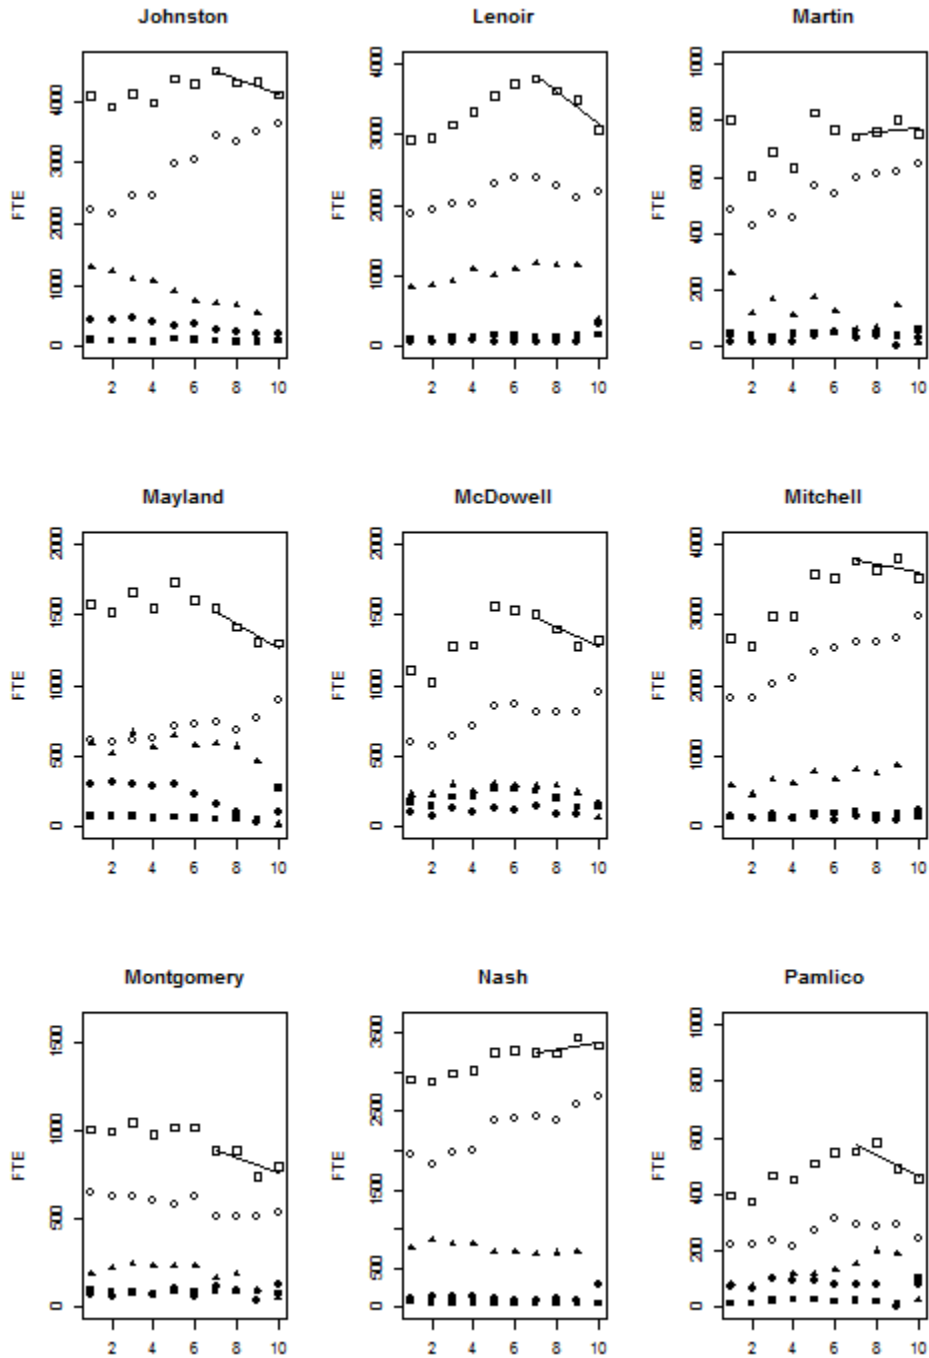 Johnston Lenoir Martin
FTE 0 1000 2000 3000 4000 FTE 0 1000 2000 3000 4000 FTE 0 200 400 600 800 1000
2 4 6 8 10 2 4 6 8 10 2 4 6 8 10
Mayland McDowell Mitchell
FTE 0 500 1000 1500 2000 FTE 0 500 1000 1500 2000 FTE 0 1000 2000 3000 4000
2 4 6 8 10 2 4 6 8 10 2 4 6 8 10
Montgomery Nash Pamlico
FTE 0 500 1000 1500 FTE 0 500 1500 2500 3500 FTE 0 200 400 600 800 1000
2 4 6 8 10 2 4 6 8 10 2 4 6 8 10